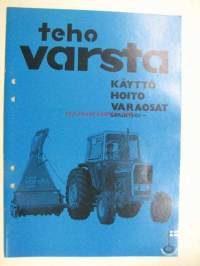 teho
varsta
KÄYTTÖ
HOITO
VARAOSAT